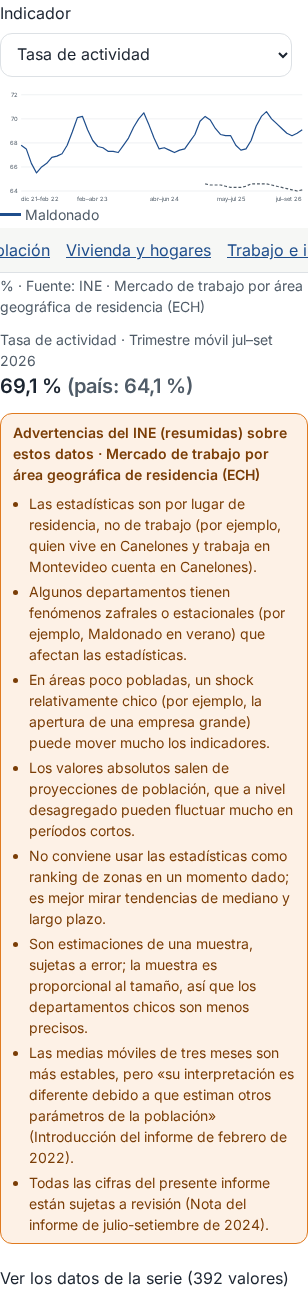 Indicador
Tasa de actividad
72
70
68
66
64
dic 21–feb 22 feb–abr 23 abr–jun 24 may–jul 25 jul–set 26
Maldonado
blación Vivienda y hogares Trabajo e i
% · Fuente: INE · Mercado de trabajo por área
geográfica de residencia (ECH)
Tasa de actividad · Trimestre móvil jul–set
2026
69,1 % (país: 64,1 %)
Advertencias del INE (resumidas) sobre
estos datos · Mercado de trabajo por
área geográfica de residencia (ECH)
• Las estadísticas son por lugar de
residencia, no de trabajo (por ejemplo,
quien vive en Canelones y trabaja en
Montevideo cuenta en Canelones).
• Algunos departamentos tienen
fenómenos zafrales o estacionales (por
ejemplo, Maldonado en verano) que
afectan las estadísticas.
• En áreas poco pobladas, un shock
relativamente chico (por ejemplo, la
apertura de una empresa grande)
puede mover mucho los indicadores.
• Los valores absolutos salen de
proyecciones de población, que a nivel
desagregado pueden fluctuar mucho en
períodos cortos.
• No conviene usar las estadísticas como
ranking de zonas en un momento dado;
es mejor mirar tendencias de mediano y
largo plazo.
• Son estimaciones de una muestra,
sujetas a error; la muestra es
proporcional al tamaño, así que los
departamentos chicos son menos
precisos.
• Las medias móviles de tres meses son
más estables, pero «su interpretación es
diferente debido a que estiman otros
parámetros de la población»
(Introducción del informe de febrero de
2022).
• Todas las cifras del presente informe
están sujetas a revisión (Nota del
informe de julio-setiembre de 2024).
Ver los datos de la serie (392 valores)